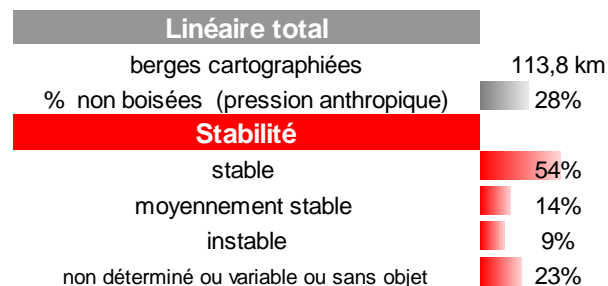 Linéaire total
berges cartographiées 113,8 km
% non boisées (pression anthropique) 28%
Stabilité
stable 54%
moyennement stable 14%
instable 9%
non déterminé ou variable ou sans objet 23%